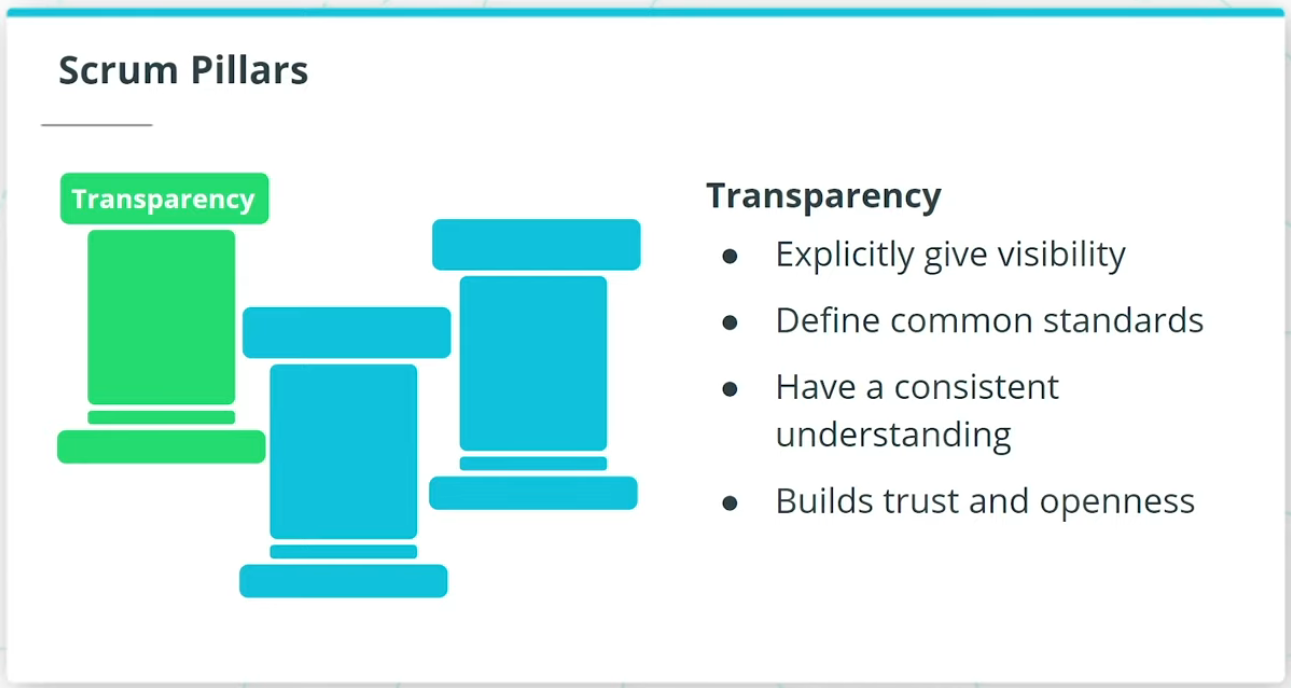 Scrum Pillars
Transparency
Transparency
● Explicitly give visibility
● Define common standards
● Have a consistent
understanding
● Builds trust and openness